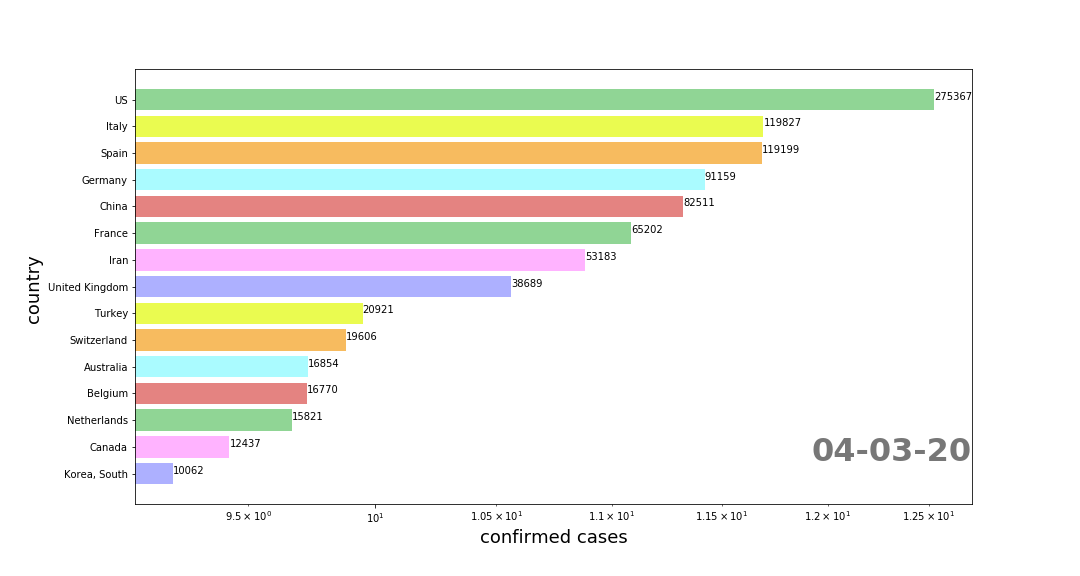 US 275367
Italy 119827
Spain 119199
Germany 91159
China 82511
France 65202
Iran 53183
United Kingdom 38689
Turkey 20921
Switzerland 19606
Australia 16854
Belgium 16770
Netherlands 15821
Canada 12437
Korea, South 10062
04-03-20
country
9.5 × 10⁰ 10¹ 1.05 × 10¹ 1.1 × 10¹ 1.15 × 10¹ 1.2 × 10¹ 1.25 × 10¹
confirmed cases